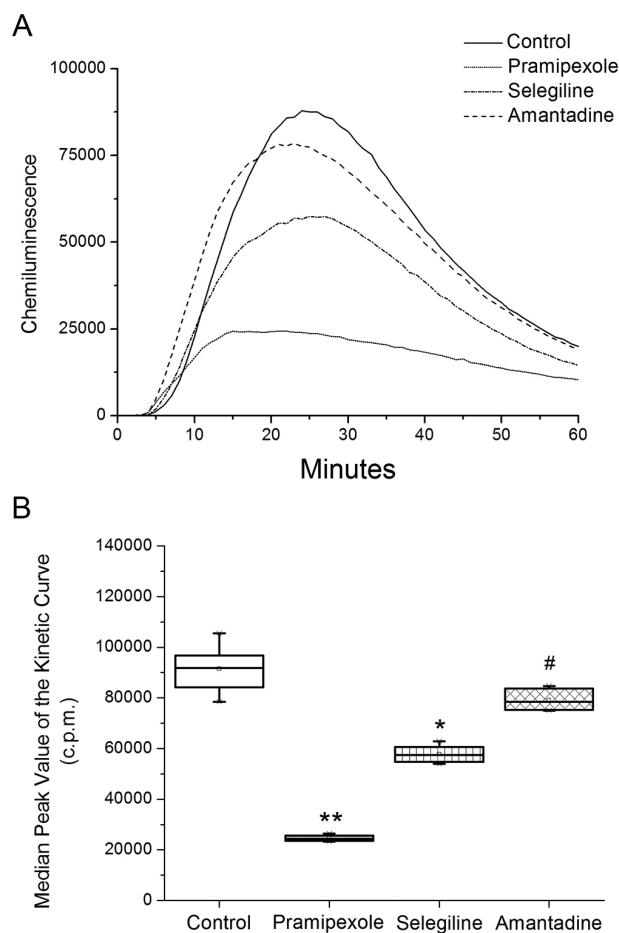 A
Control
Pramipexole
Selegiline
Amantadine
100000
75000
50000
25000
0
Chemiluminescence
0 10 20 30 40 50 60
Minutes
B
140000
120000
100000
80000
60000
40000
20000
0
Median Peak Value of the Kinetic Curve
(c.p.m.)
**
*
#
Control Pramipexole Selegiline Amantadine